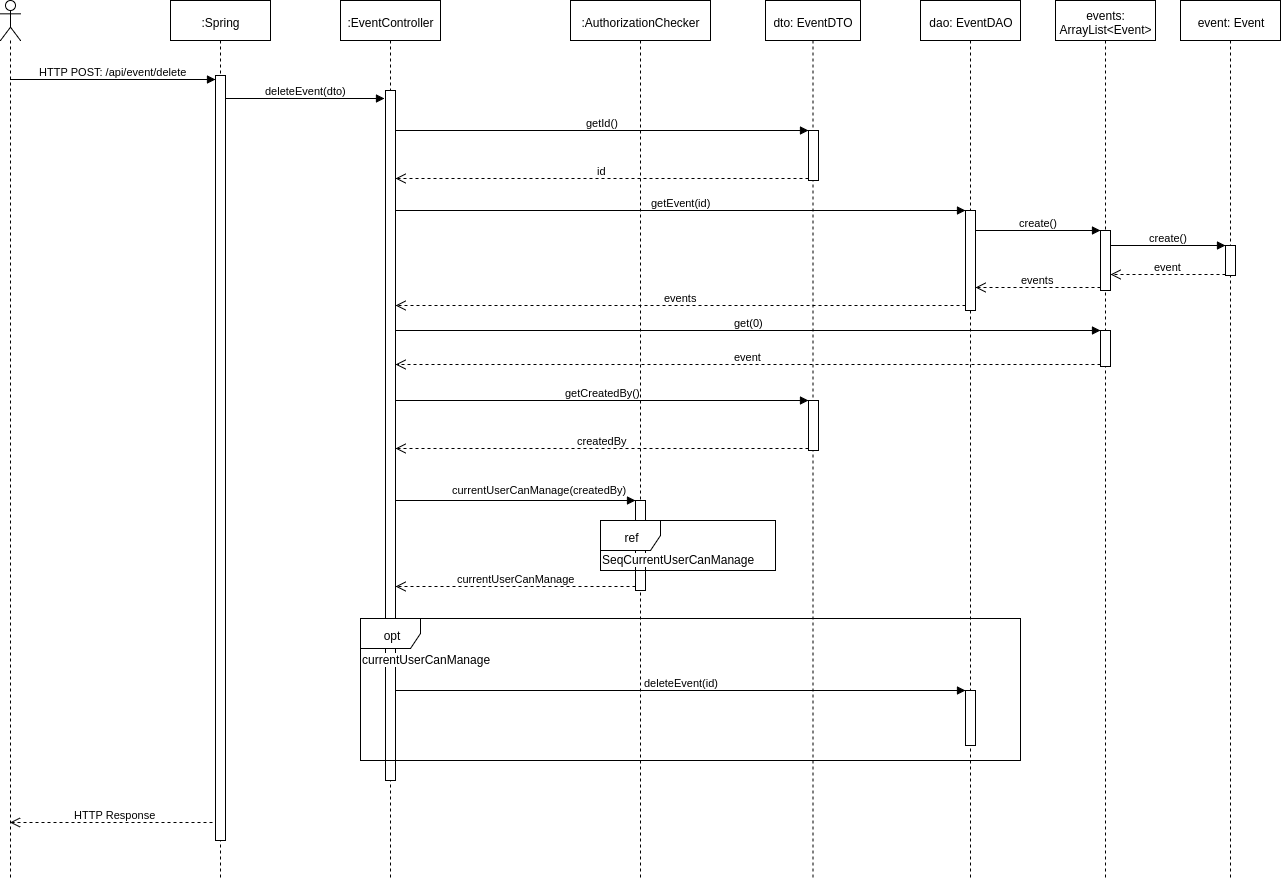 :Spring
:EventController
:AuthorizationChecker
dto: EventDTO
dao: EventDAO
events:
ArrayList<Event>
event: Event
HTTP POST: /api/event/delete
deleteEvent(dto)
getId()
id
getEvent(id)
create()
create()
event
events
events
get(0)
event
getCreatedBy()
createdBy
currentUserCanManage(createdBy)
ref
SeqCurrentUserCanManage
currentUserCanManage
opt
currentUserCanManage
deleteEvent(id)
HTTP Response